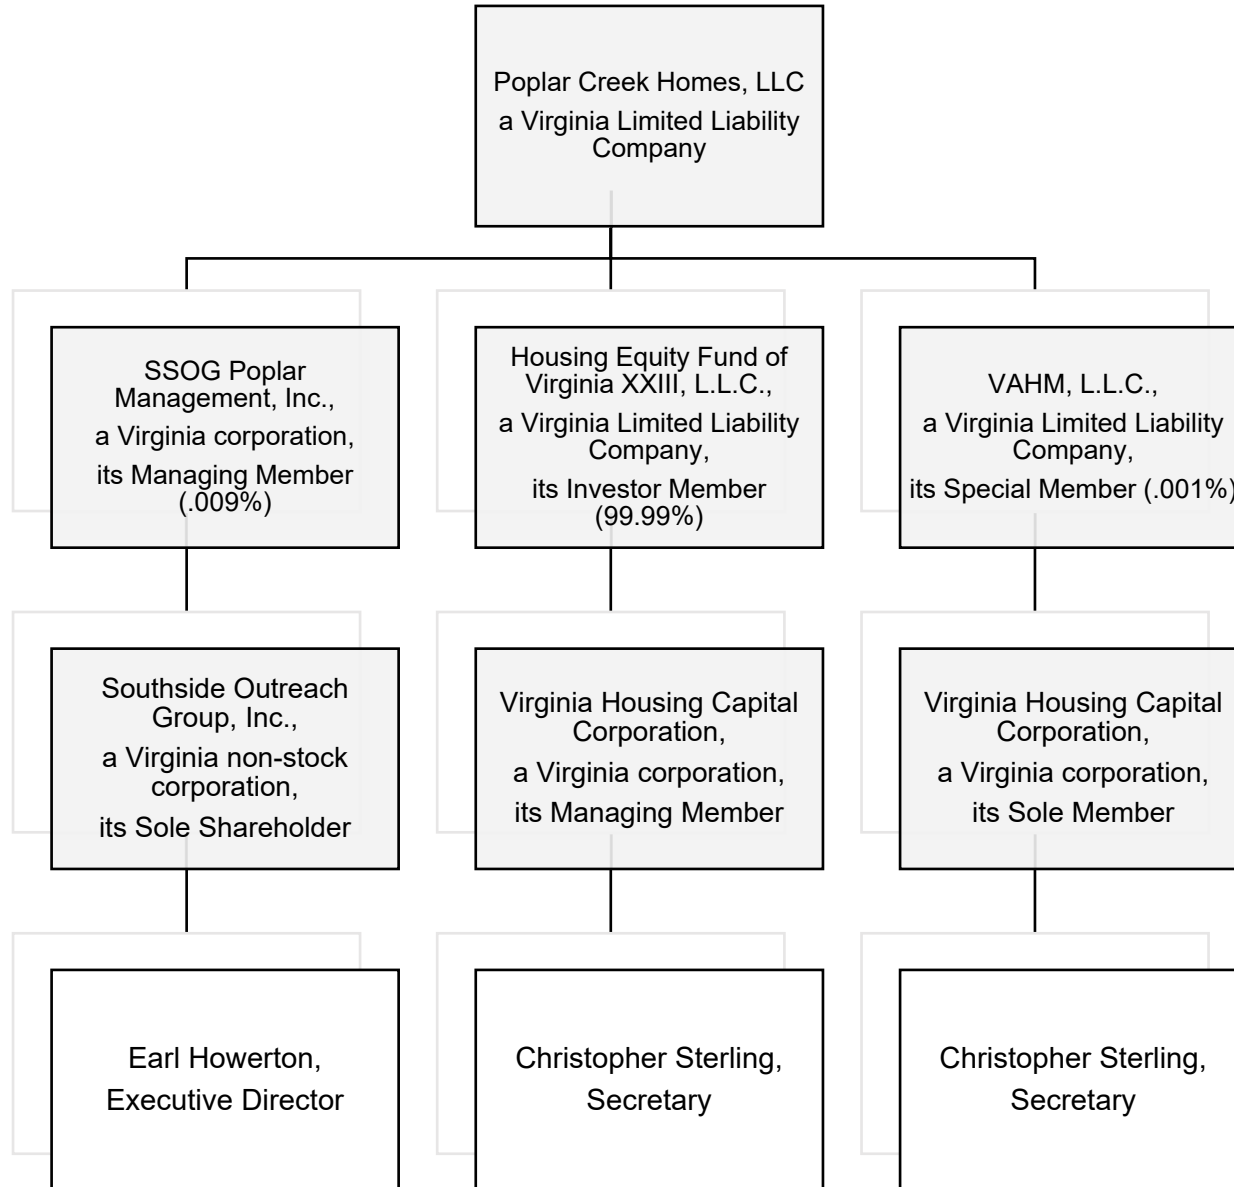 Poplar Creek Homes, LLC
a Virginia Limited Liability
Company
SSOG Poplar
Management, Inc.,
a Virginia corporation,
its Managing Member
(.009%)
Housing Equity Fund of
Virginia XXIII, L.L.C.,
a Virginia Limited Liability
Company,
its Investor Member
(99.99%)
VAHM, L.L.C.,
a Virginia Limited Liability
Company,
its Special Member (.001%)
Southside Outreach
Group, Inc.,
a Virginia non-stock
corporation,
its Sole Shareholder
Virginia Housing Capital
Corporation,
a Virginia corporation,
its Managing Member
Virginia Housing Capital
Corporation,
a Virginia corporation,
its Sole Member
Earl Howerton,
Executive Director
Christopher Sterling,
Secretary
Christopher Sterling,
Secretary